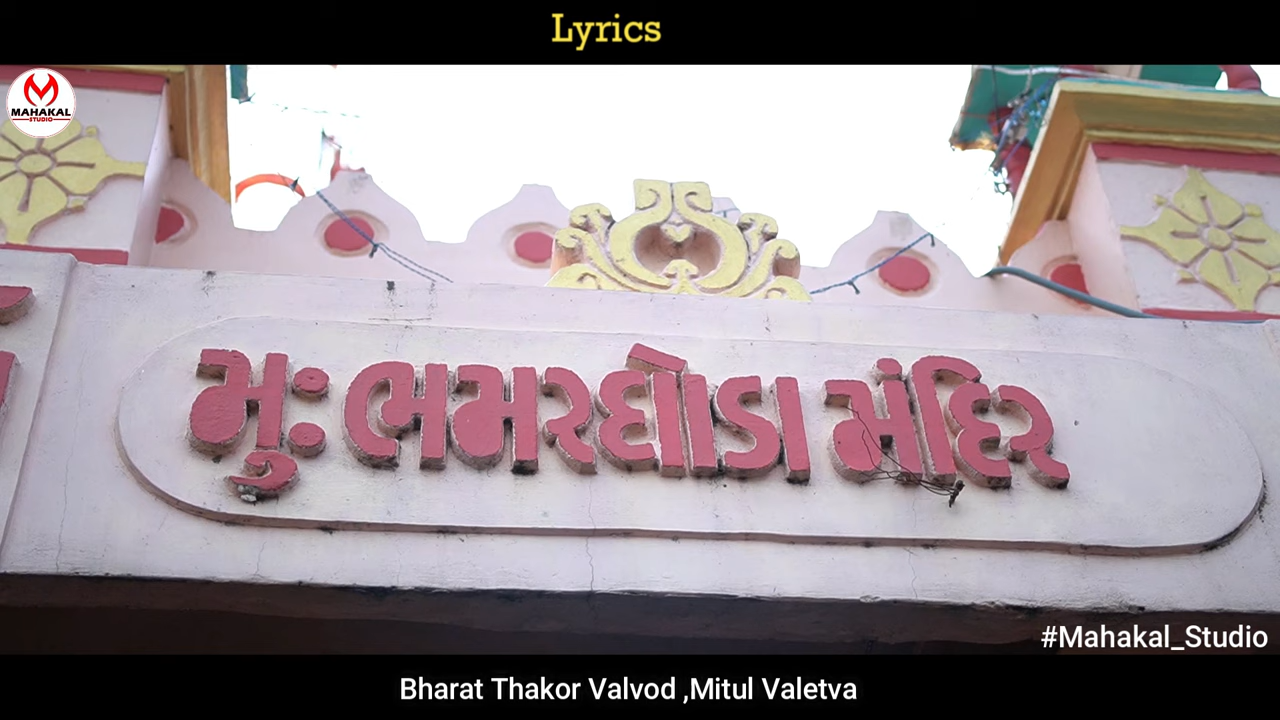 Lyrics
MAHAKAL
STUDIO
મુઃ ભમરઘોડા મંદિર
#Mahakal_Studio
Bharat Thakor Valvod ,Mitul Valetva